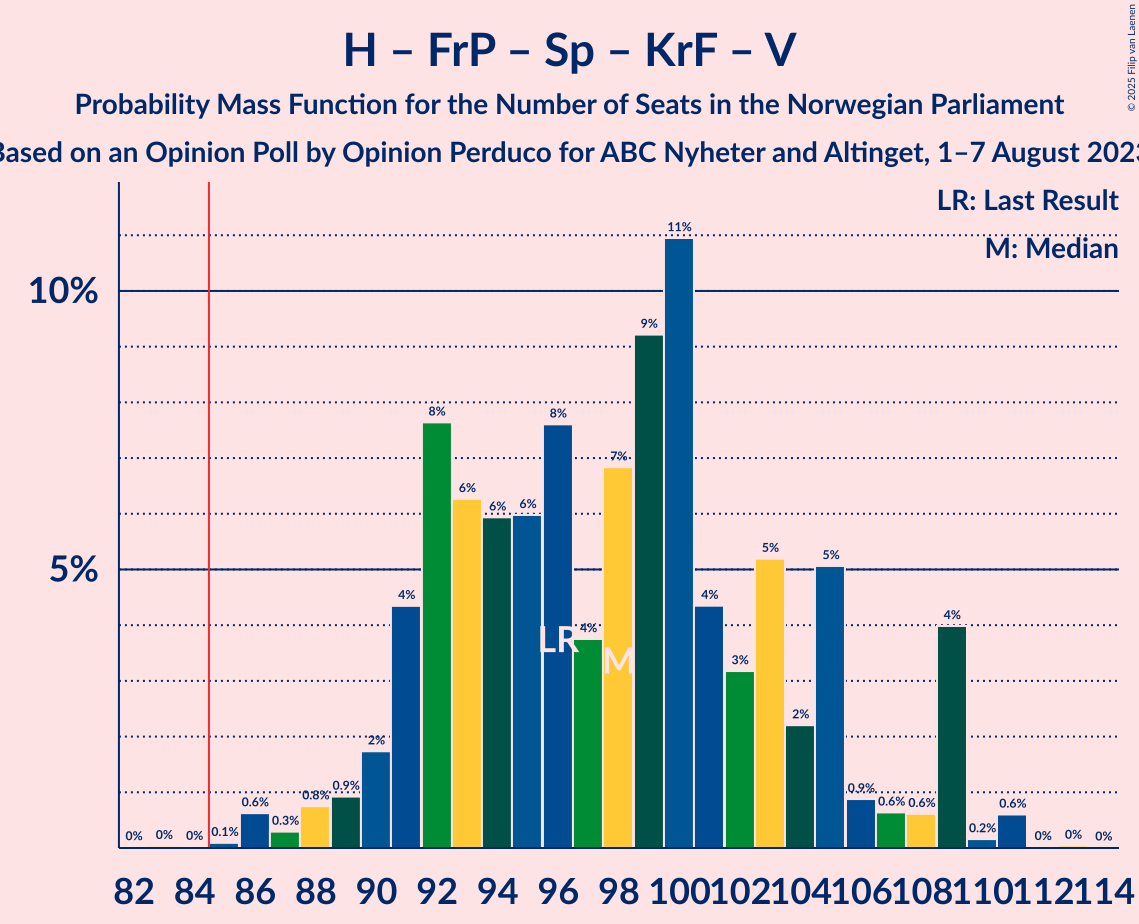 H – FrP – Sp – KrF – V
Probability Mass Function for the Number of Seats in the Norwegian Parliament
Based on an Opinion Poll by Opinion Perduco for ABC Nyheter and Altinget, 1–7 August 2023
© 2025 Filip van Laenen
LR: Last Result
M: Median
10%
5%
0% 0% 0% 0.1% 0.6% 0.3% 0.8% 0.9% 2% 4% 8% 6% 6% 6% 8% 4% 7% 9% 11% 4% 3% 5% 2% 5% 0.9% 0.6% 0.6% 4% 0.2% 0.6% 0% 0% 0%
LR
M
82 84 86 88 90 92 94 96 98 100 102 104 106 108 110 112 114